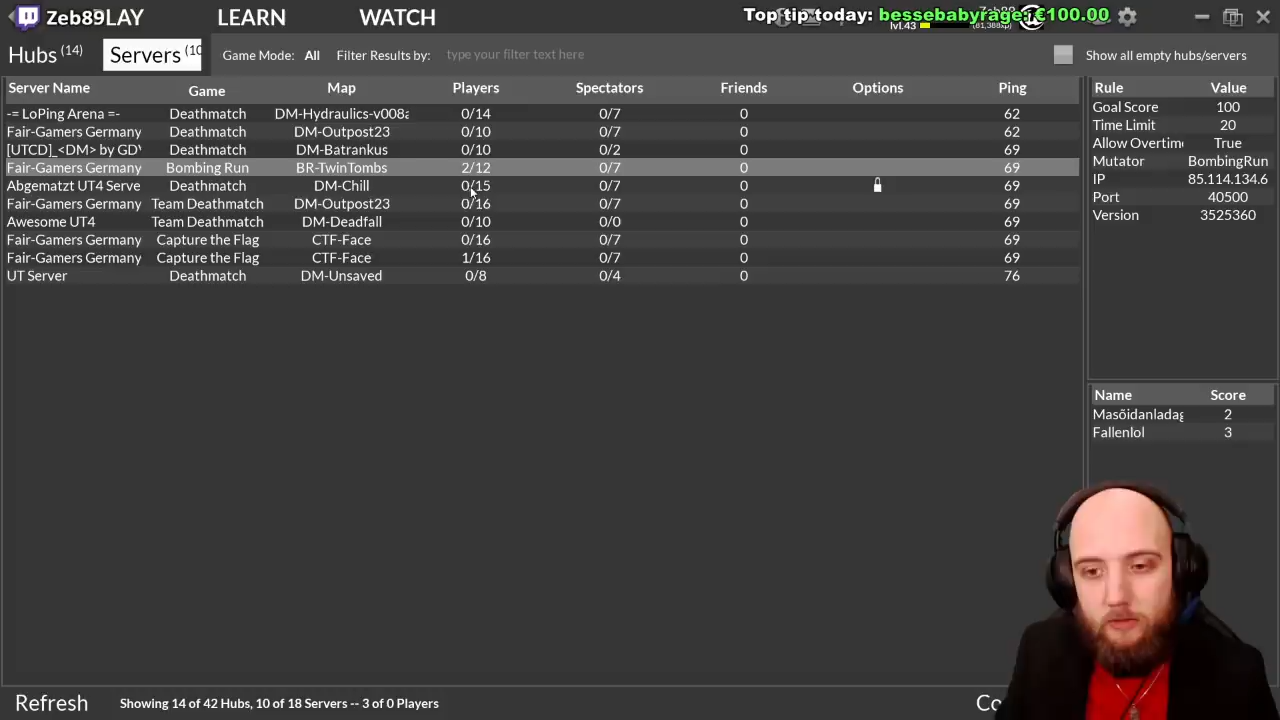 Zeb89 PLAY LEARN WATCH
Top tip today: bessebabyrage: €100.00
lvl.43
Hubs (14) Servers (10
Game Mode: All Filter Results by: type your filter text here
Show all empty hubs/servers
Server Name Game Map Players Spectators Friends Options Ping
-= LoPing Arena =- Deathmatch DM-Hydraulics-v008a 0/14 0/7 0 62
Fair-Gamers Germany Deathmatch DM-Outpost23 0/10 0/7 0 62
[UTCD]_<DM> by GDV Deathmatch DM-Batrankus 0/10 0/2 0 69
Fair-Gamers Germany Bombing Run BR-TwinTombs 2/12 0/7 0 69
Abgematzt UT4 Serve Deathmatch DM-Chill 0/15 0/7 0 69
Fair-Gamers Germany Team Deathmatch DM-Outpost23 0/16 0/7 0 69
Awesome UT4 Team Deathmatch DM-Deadfall 0/10 0/0 0 69
Fair-Gamers Germany Capture the Flag CTF-Face 0/16 0/7 0 69
Fair-Gamers Germany Capture the Flag CTF-Face 1/16 0/7 0 69
UT Server Deathmatch DM-Unsaved 0/8 0/4 0 76
Rule Value
Goal Score 100
Time Limit 20
Allow Overtim True
Mutator BombingRun
IP 85.114.134.6
Port 40500
Version 3525360
Name Score
Masõidanladag 2
Fallenlol 3
Refresh Showing 14 of 42 Hubs, 10 of 18 Servers -- 3 of 0 Players
Co